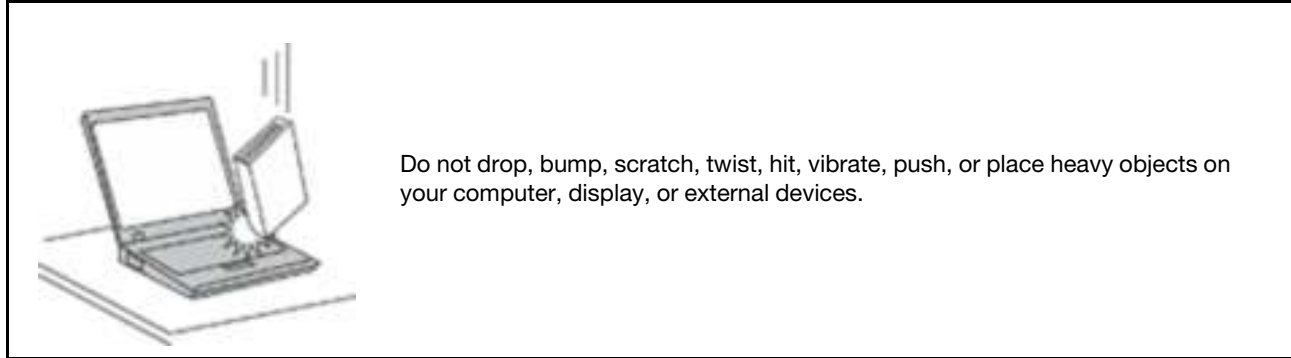 Do not drop, bump, scratch, twist, hit, vibrate, push, or place heavy objects on
your computer, display, or external devices.